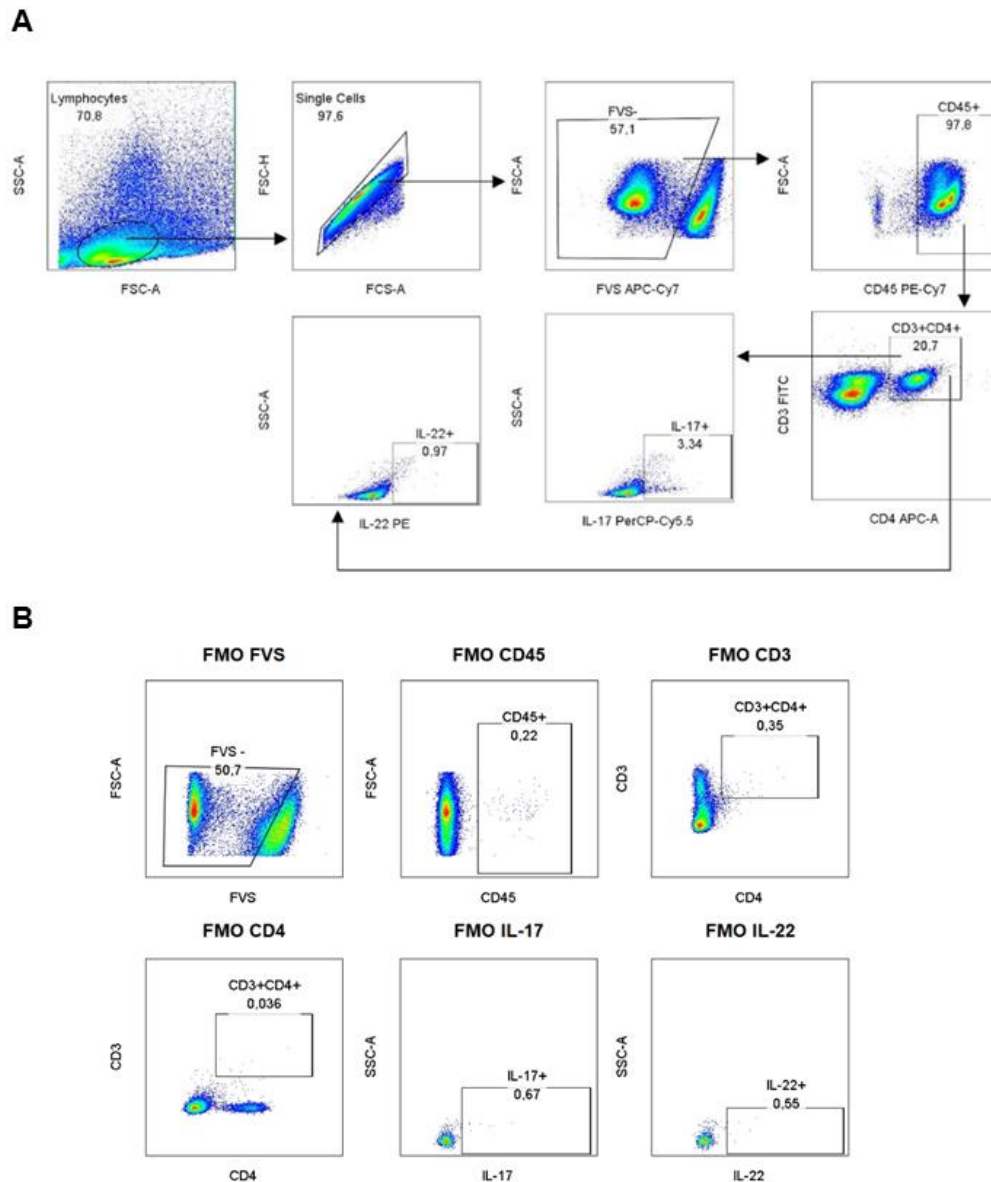 A
Lymphocytes
70,8
SSC-A
FSC-A
Single Cells
97,6
FSC-H
FCS-A
FVS-
57,1
FSC-A
FVS APC-Cy7
CD45+
97,8
FSC-A
CD45 PE-Cy7
IL-22+
0,97
SSC-A
IL-22 PE
IL-17+
3,34
SSC-A
IL-17 PerCP-Cy5.5
CD3+CD4+
20,7
CD3 FITC
CD4 APC-A
B
FMO FVS
FVS -
50,7
FSC-A
FVS
FMO CD45
CD45+
0,22
FSC-A
CD45
FMO CD3
CD3+CD4+
0,35
CD3
CD4
FMO CD4
CD3+CD4+
0,036
CD3
CD4
FMO IL-17
IL-17+
0,67
SSC-A
IL-17
FMO IL-22
IL-22+
0,55
SSC-A
IL-22